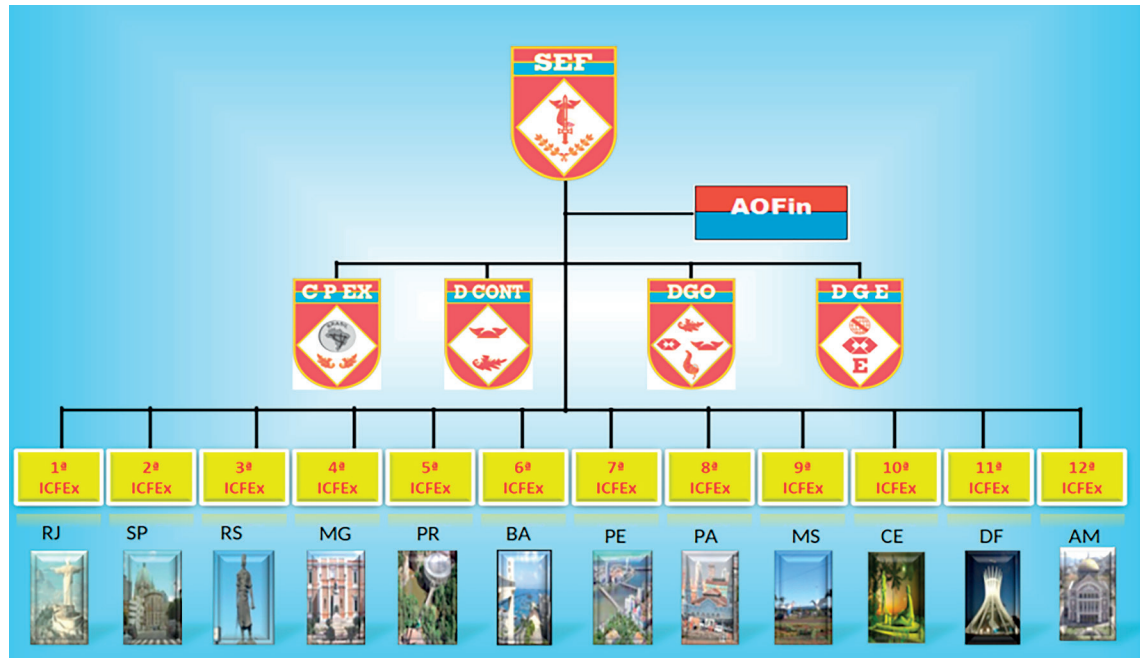 SEF
AOFin
C P EX
D CONT
DGO
D G E
1ª
ICFEx
2ª
ICFEx
3ª
ICFEx
4ª
ICFEx
5ª
ICFEx
6ª
ICFEx
7ª
ICFEx
8ª
ICFEx
9ª
ICFEx
10ª
ICFEx
11ª
ICFEx
12ª
ICFEx
RJ
SP
RS
MG
PR
BA
PE
PA
MS
CE
DF
AM
BRASIL
E